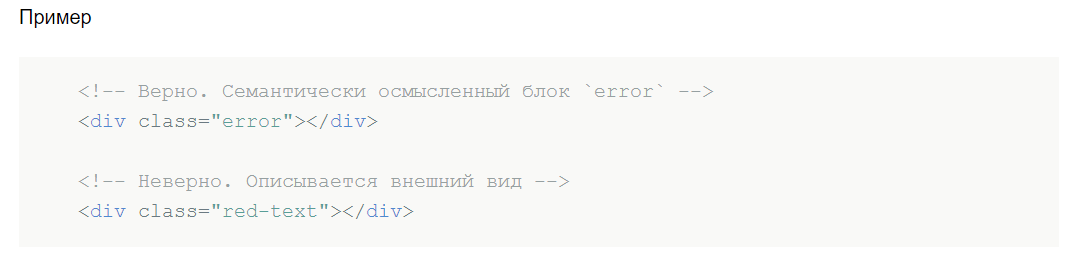 Пример
<!-- Верно. Семантически осмысленный блок `error` -->
<div class="error"></div>
<!-- Неверно. Описывается внешний вид -->
<div class="red-text"></div>